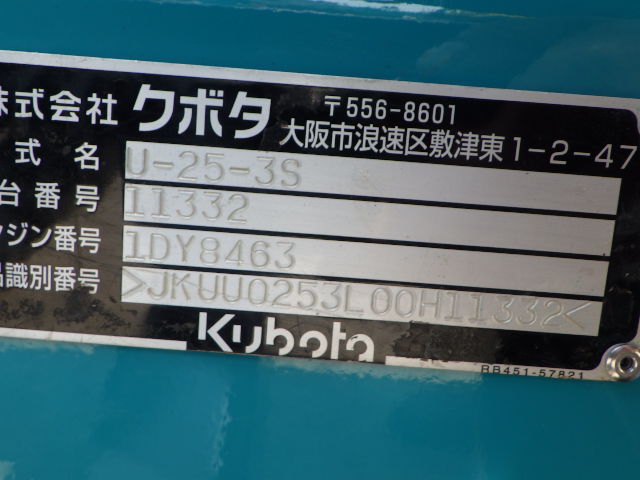 株式会社 クボタ 〒556-8601
大阪市浪速区敷津東1-2-47
式名 U-25-3S
台番号 11332
ンジン番号 1DY8463
識別番号 >JKUU0253L00H11332<
Kubota
RB451-57821